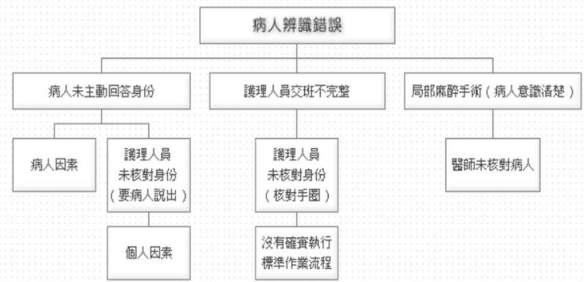 病人辨識錯誤
病人未主動回答身份
護理人員交班不完整
局部麻醉手術（病人意識清楚）
病人因素
護理人員
未核對身份
（要病人說出）
護理人員
未核對身份
（核對手圈）
醫師未核對病人
個人因素
沒有確實執行
標準作業流程